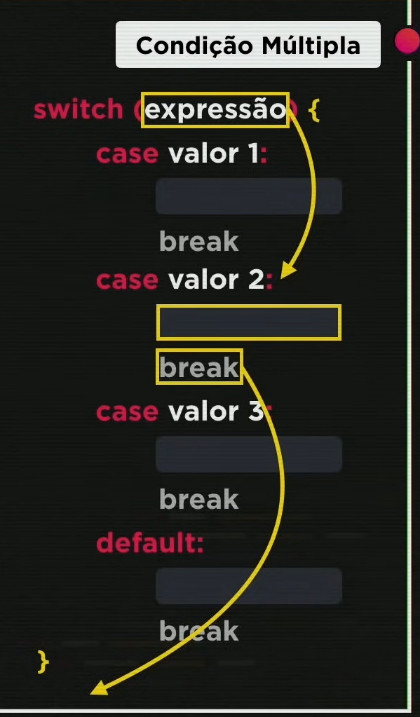 Condição Múltipla
switch (expressão) {
case valor 1:
break
case valor 2:
break
case valor 3:
break
default:
break
}